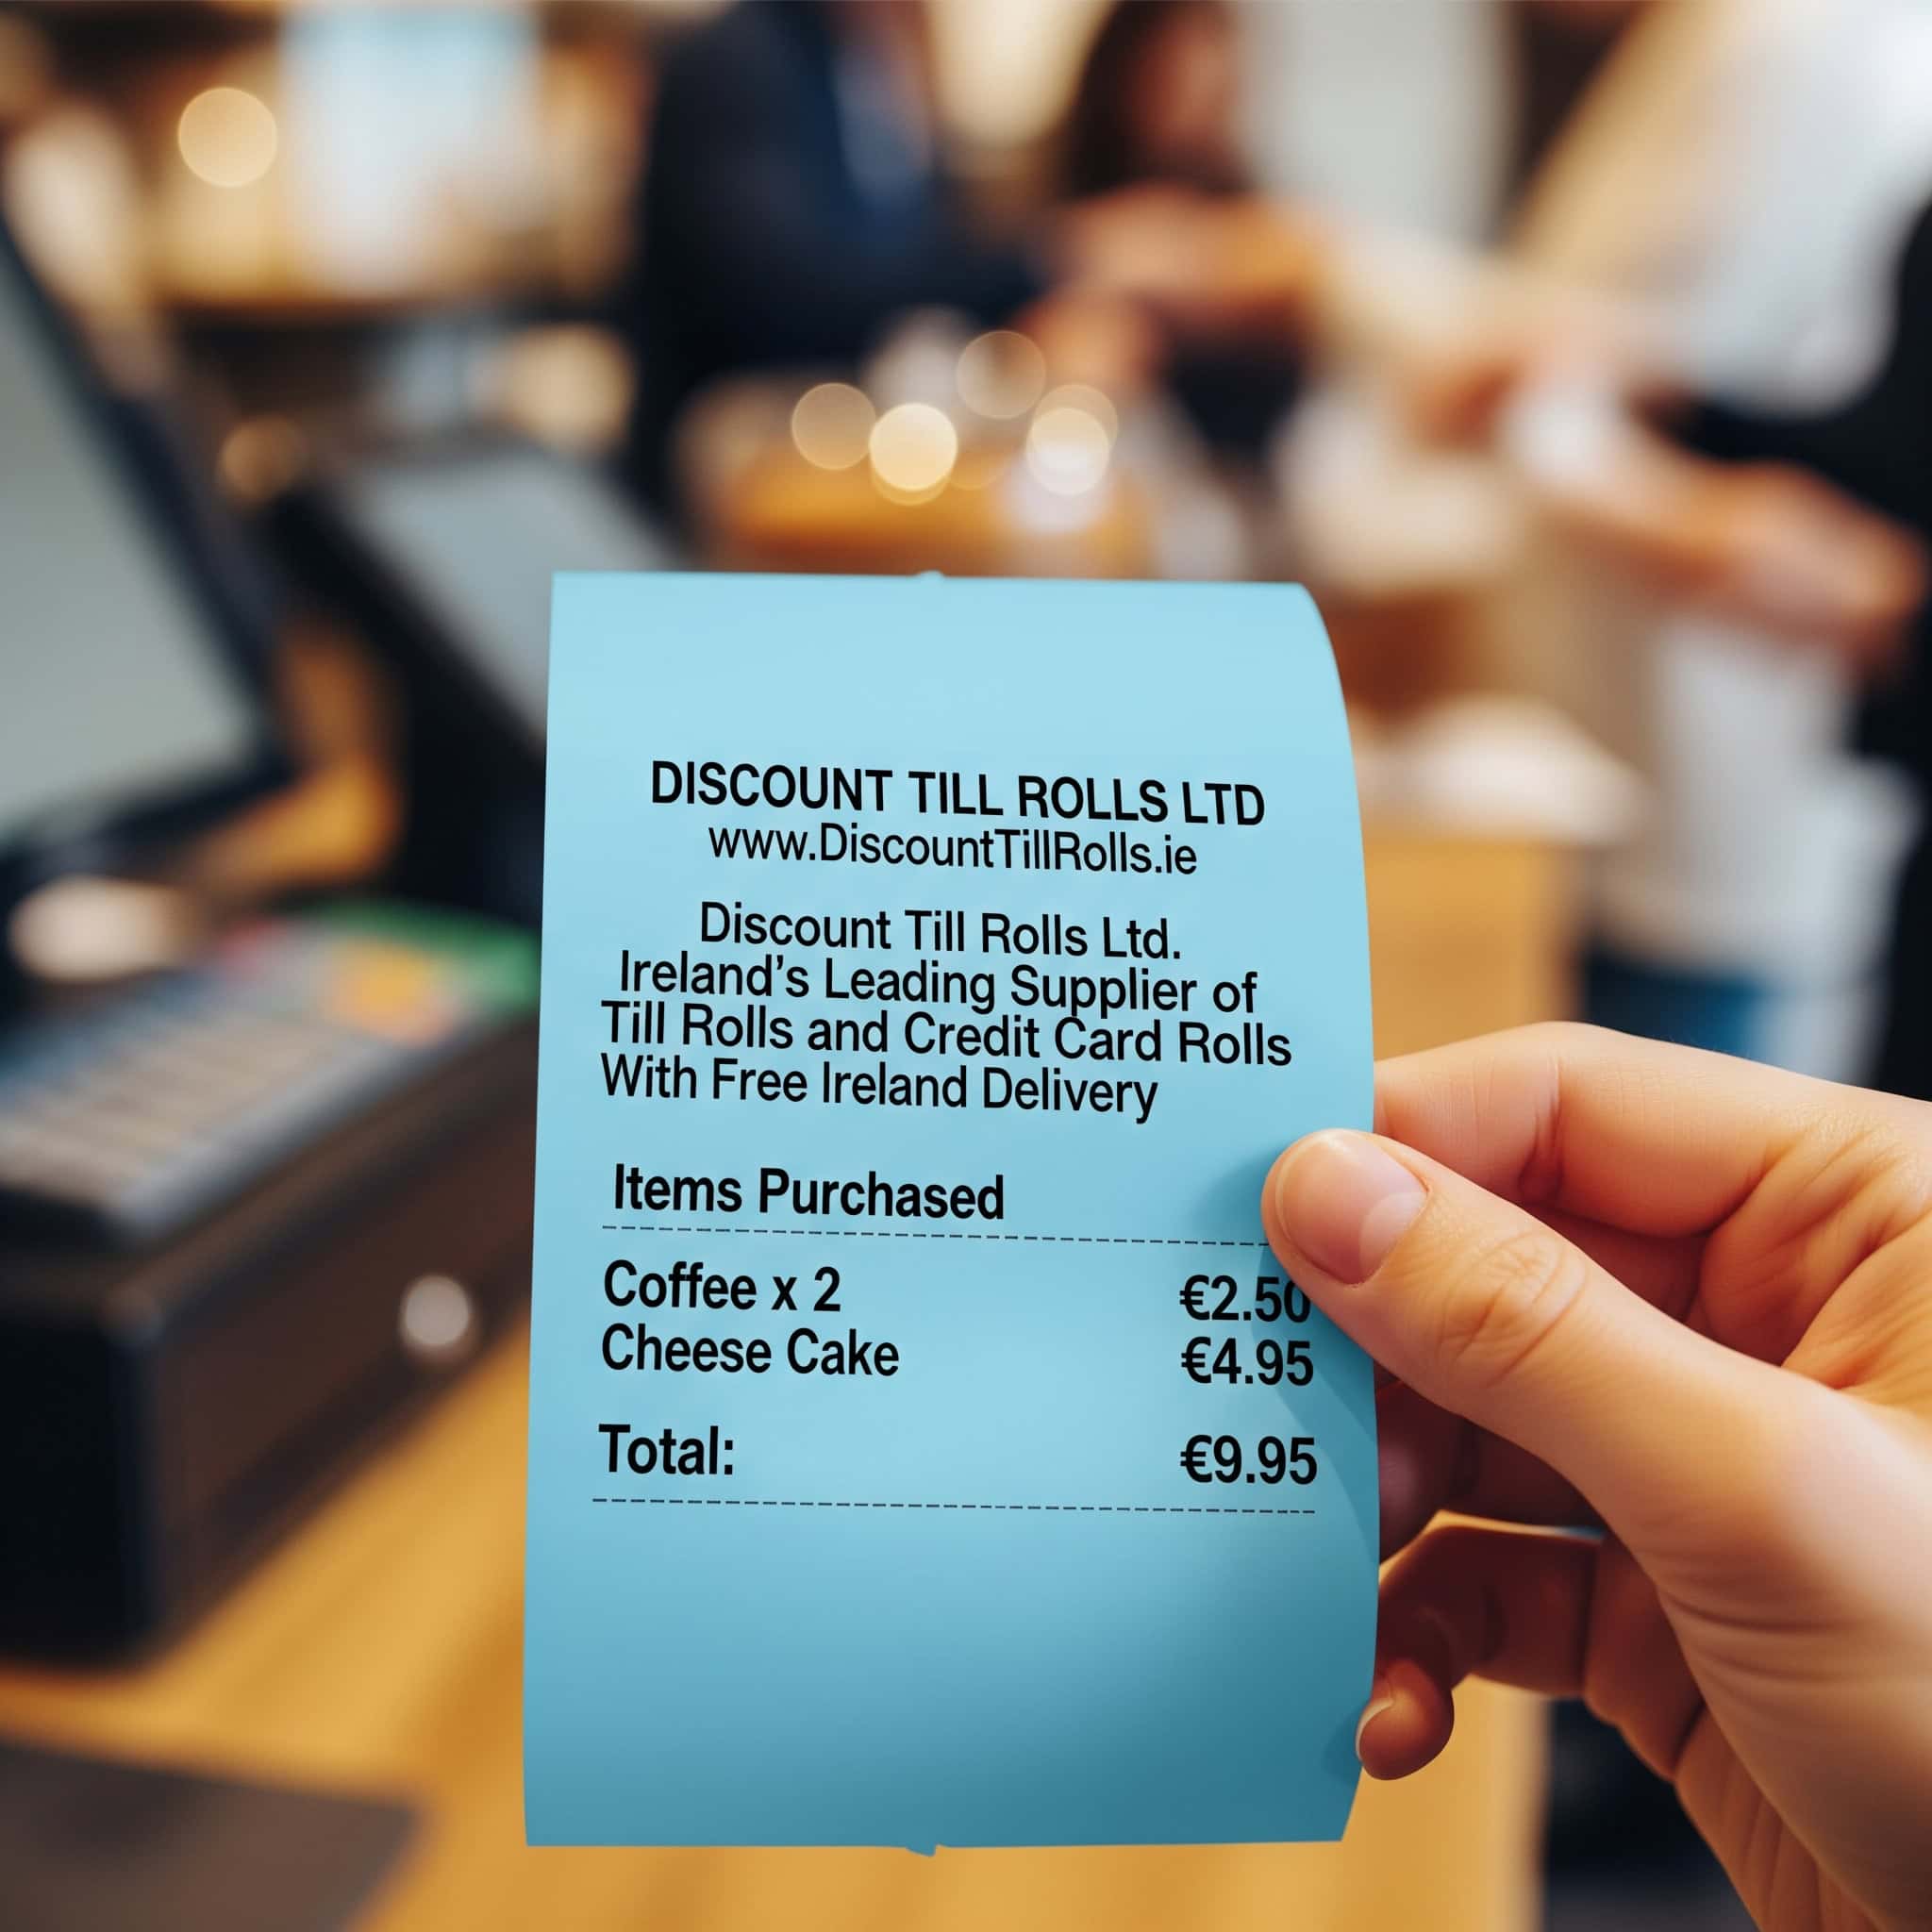 DISCOUNT TILL ROLLS LTD
www.DiscountTillRolls.ie
Discount Till Rolls Ltd.
Ireland's Leading Supplier of
Till Rolls and Credit Card Rolls
With Free Ireland Delivery
Items Purchased
Coffee x 2 €2.50
Cheese Cake €4.95
Total: €9.95